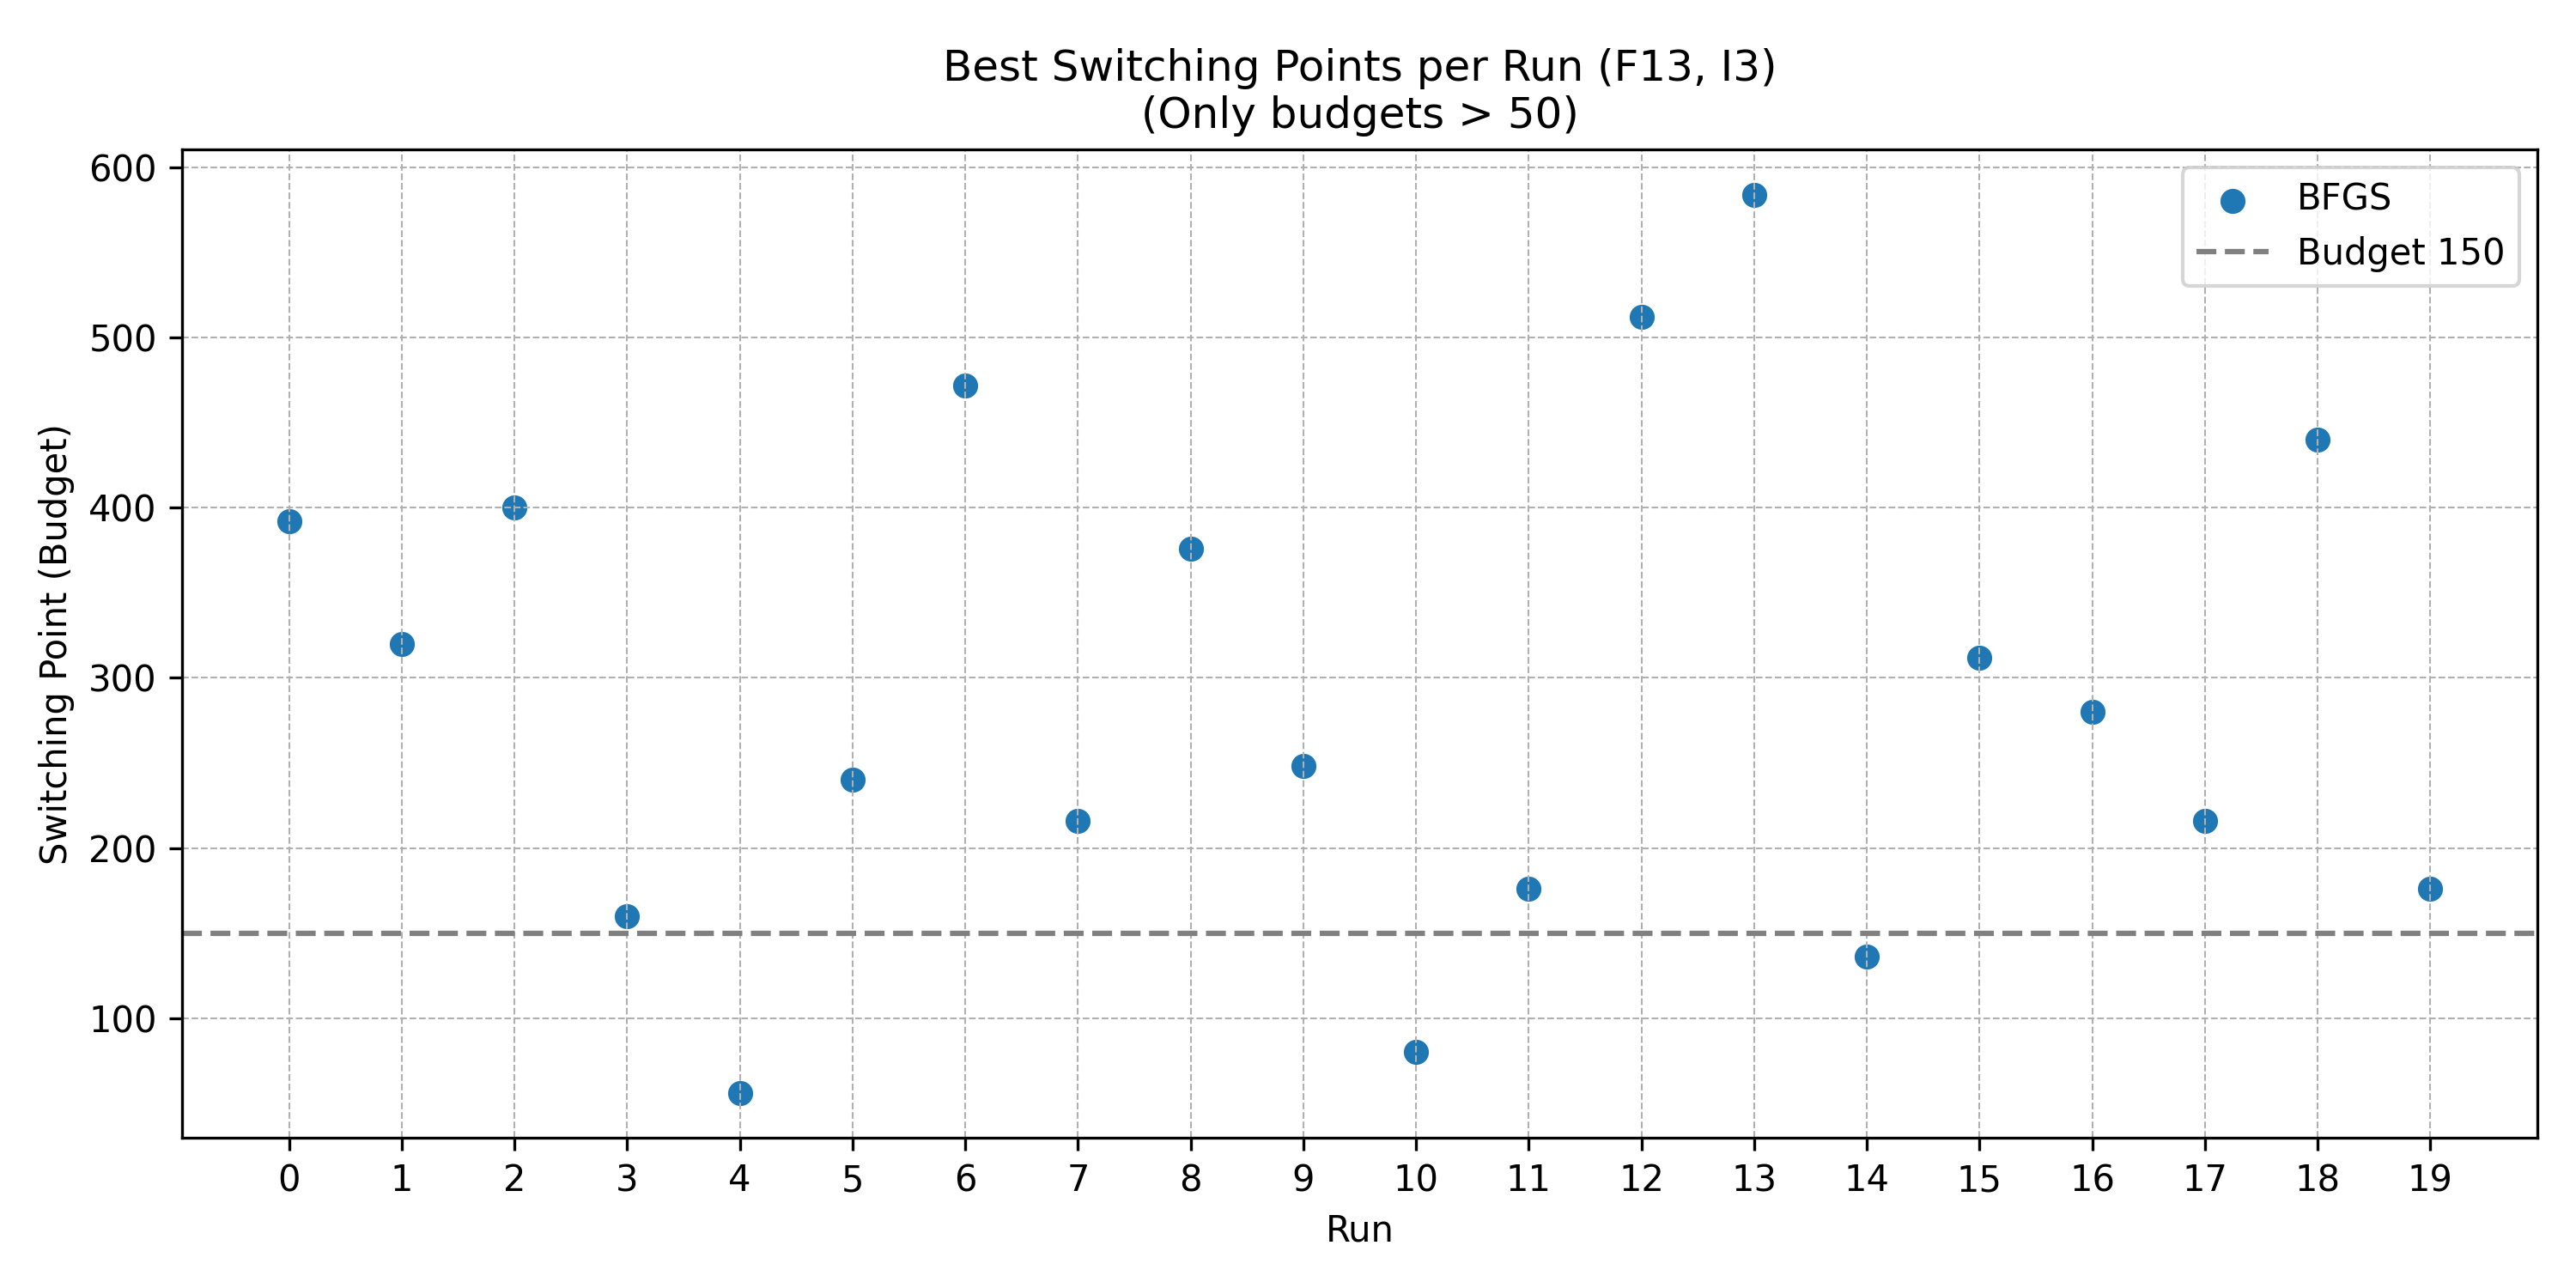 Best Switching Points per Run (F13, I3)
(Only budgets > 50)
BFGS
Budget 150
Switching Point (Budget)
600
500
400
300
200
100
0 1 2 3 4 5 6 7 8 9 10 11 12 13 14 15 16 17 18 19
Run